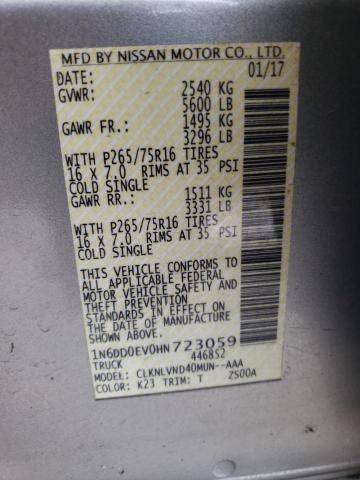 MFD BY NISSAN MOTOR CO., LTD.
DATE: 01/17
GVWR: 2540 KG
5600 LB
GAWR FR.: 1495 KG
3296 LB
WITH P265/75R16 TIRES
16 X 7.0 RIMS AT 35 PSI
COLD SINGLE
GAWR RR.: 1511 KG
3331 LB
WITH P265/75R16 TIRES
16 X 7.0 RIMS AT 35 PSI
COLD SINGLE
THIS VEHICLE CONFORMS TO
ALL APPLICABLE FEDERAL
MOTOR VEHICLE SAFETY AND
THEFT PREVENTION
STANDARDS IN EFFECT ON
THE DATE OF MANUFACTURE
SHOWN ABOVE.
1N6DD0EV0HN 723059
TRUCK 446852
MODEL: CLKNLVND40MUN--AAA
COLOR: K23 TRIM: T ZS00A